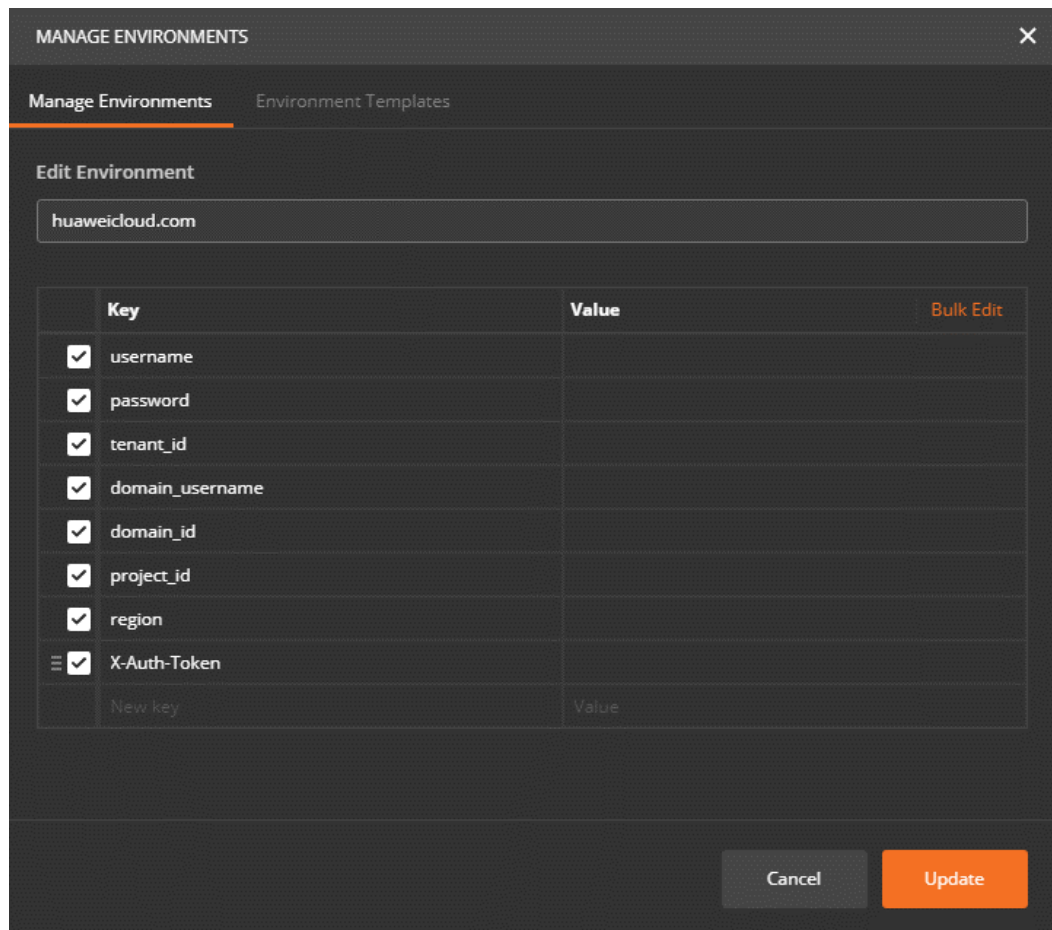 MANAGE ENVIRONMENTS
Manage Environments Environment Templates
Edit Environment
huaweicloud.com
Key Value Bulk Edit
username
password
tenant_id
domain_username
domain_id
project_id
region
X-Auth-Token
New key Value
Cancel Update